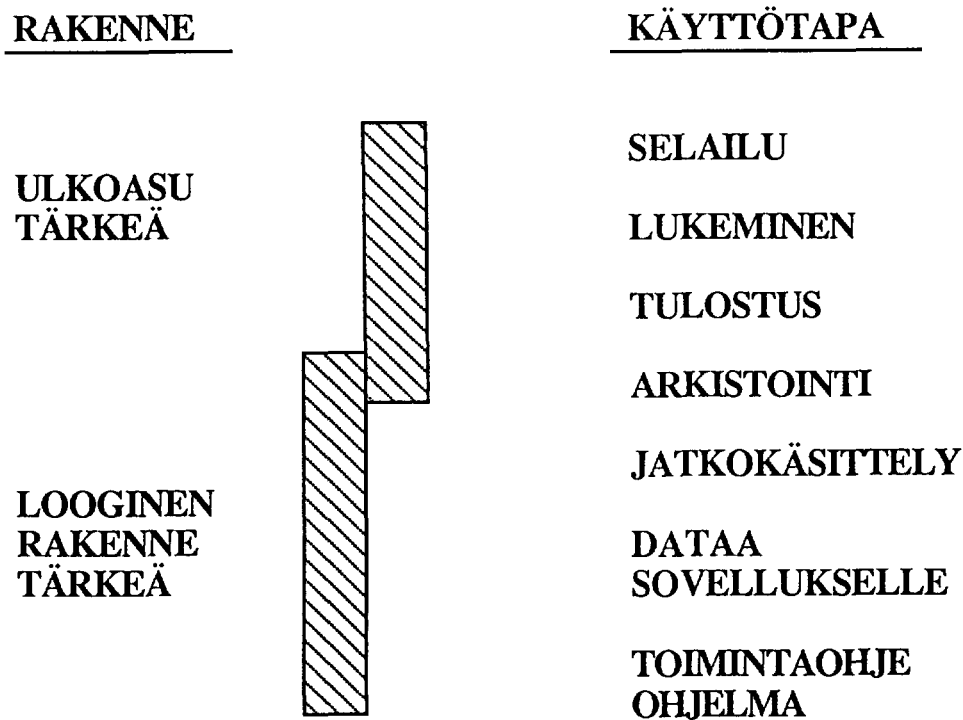 RAKENNE
KÄYTTÖTAPA
ULKOASU
TÄRKEÄ
LOOGINEN
RAKENNE
TÄRKEÄ
SELAILU
LUKEMINEN
TULOSTUS
ARKISTOINTI
JATKOKÄSITTELY
DATAA
SOVELLUKSELLE
TOIMINTAOHJE
OHJELMA